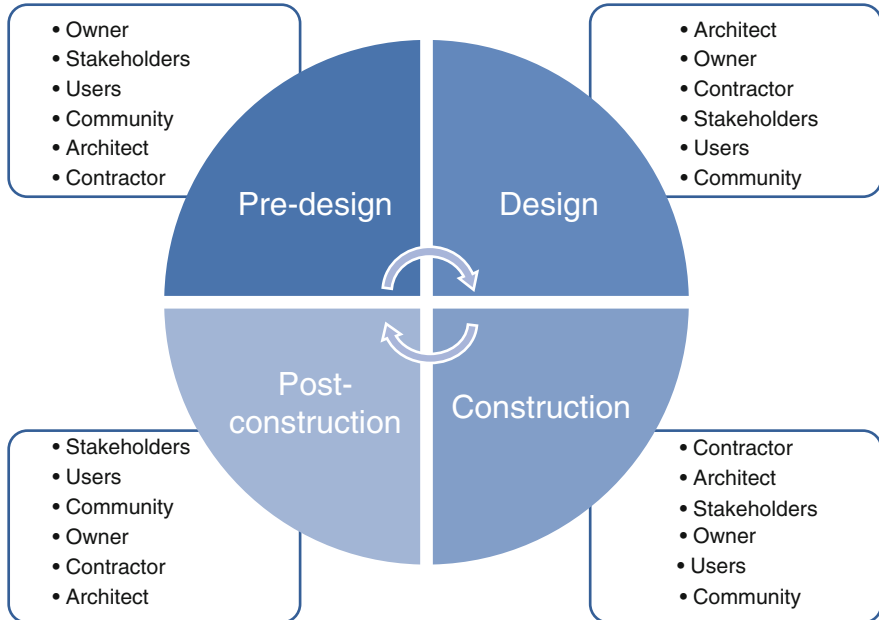 • Owner
• Stakeholders
• Users
• Community
• Architect
• Contractor
• Architect
• Owner
• Contractor
• Stakeholders
• Users
• Community
Pre-design
Design
Post-
construction
Construction
• Stakeholders
• Users
• Community
• Owner
• Contractor
• Architect
• Contractor
• Architect
• Stakeholders
• Owner
• Users
• Community